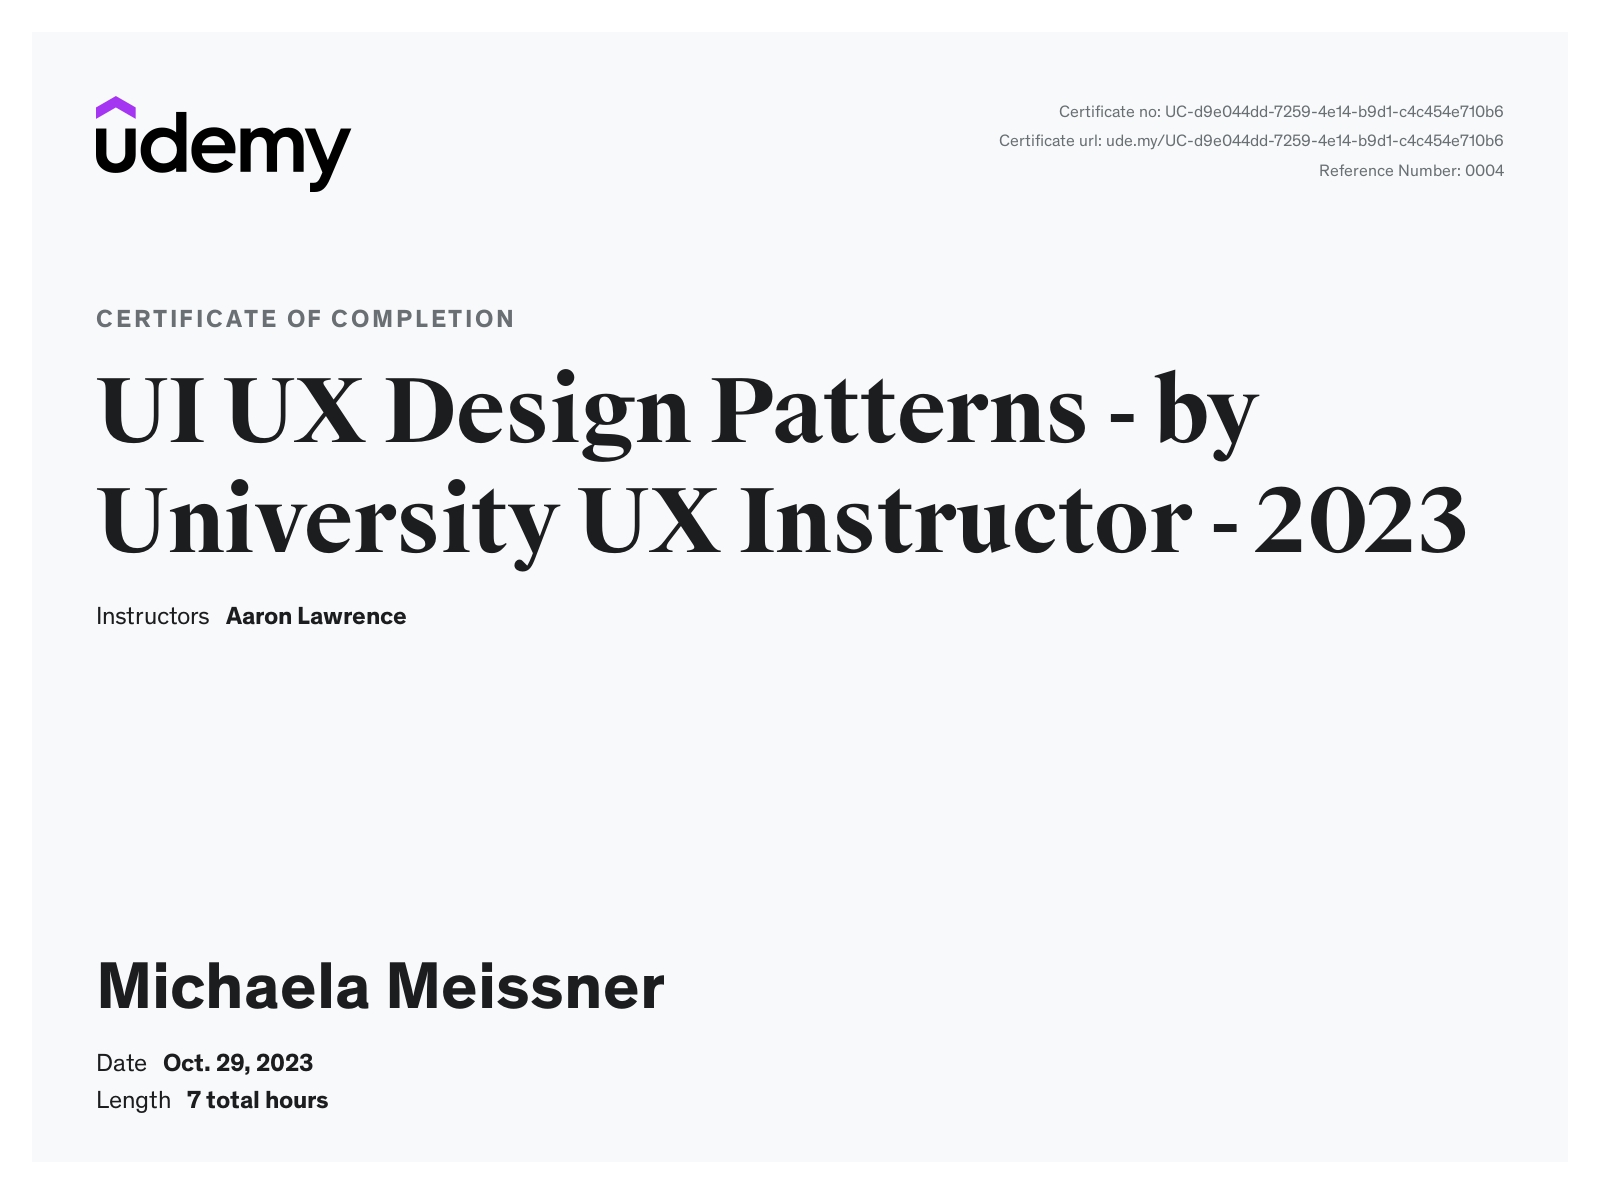 udemy
Certificate no: UC-d9e044dd-7259-4e14-b9d1-c4c454e710b6
Certificate url: ude.my/UC-d9e044dd-7259-4e14-b9d1-c4c454e710b6
Reference Number: 0004
CERTIFICATE OF COMPLETION
UI UX Design Patterns - by
University UX Instructor - 2023
Instructors Aaron Lawrence
Michaela Meissner
Date Oct. 29, 2023
Length 7 total hours